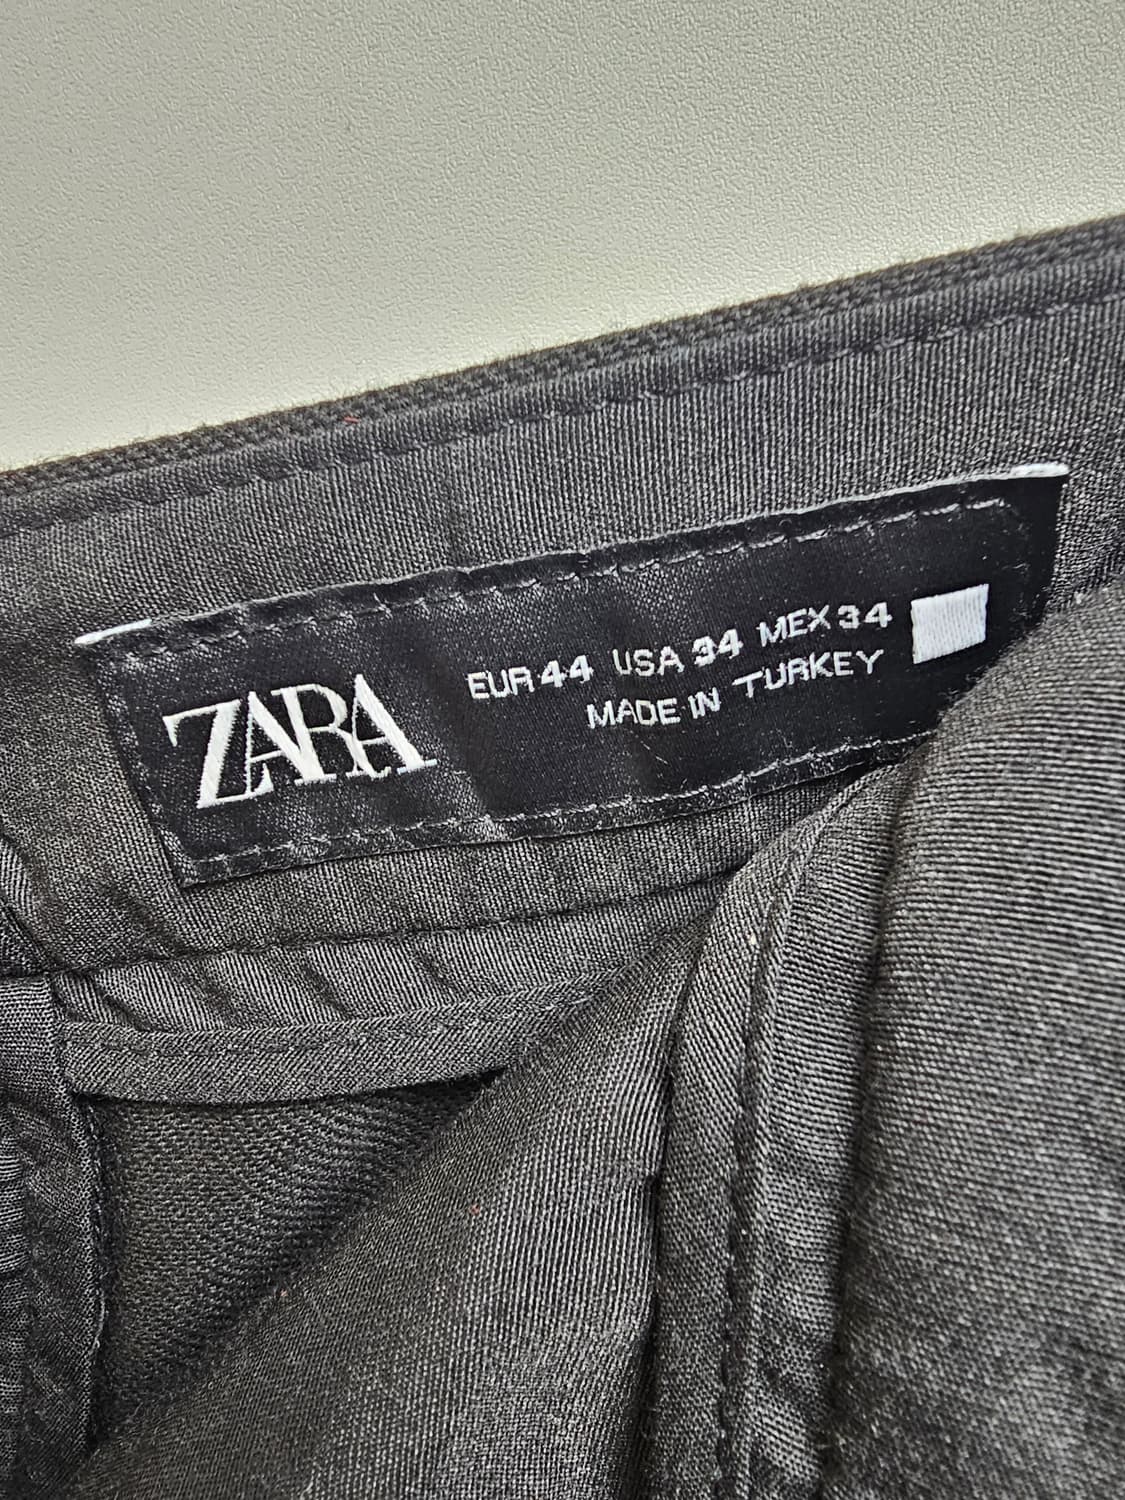 ZARA
EUR 44 USA 34 MEX 34
MADE IN TURKEY